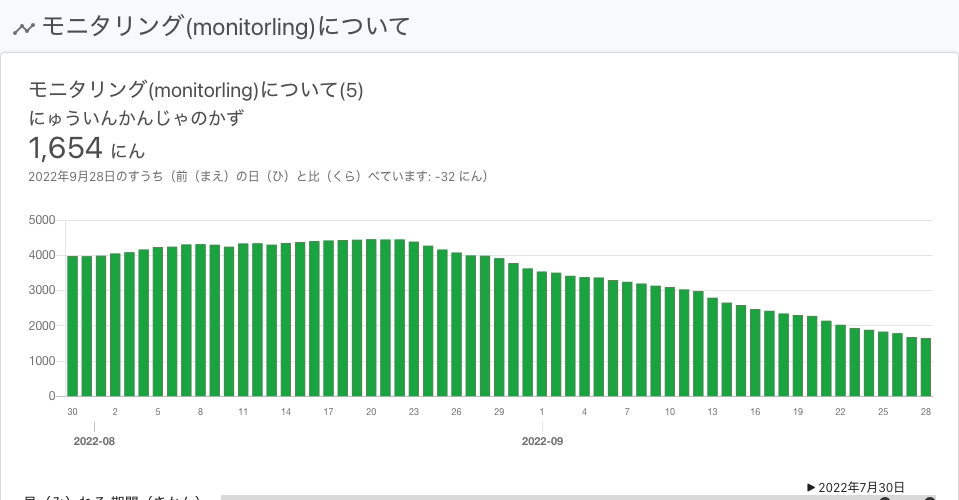 モニタリング(monitorling)について
モニタリング(monitorling)について(5)
にゅういんかんじゃのかず
1,654 にん
2022年9月28日のすうち（前（まえ）の日（ひ）と比（くら）べています: -32 にん）
5000
4000
3000
2000
1000
0
30 2 5 8 11 14 17 20 23 26 29 1 4 7 10 13 16 19 22 25 28
2022-08 2022-09
▶ 2022年7月30日